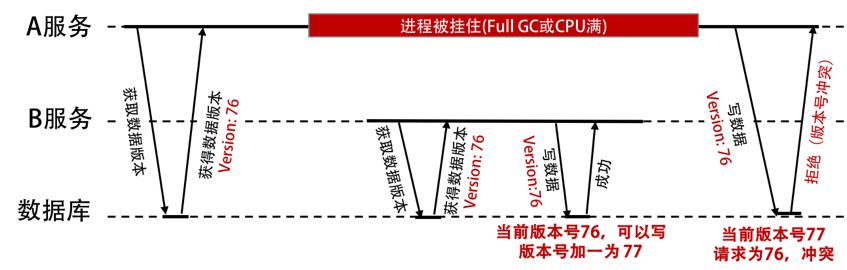 A服务
进程被挂住(Full GC或CPU满)
获取数据版本
获得数据版本
Version: 76
写数据
Version: 76
拒绝（版本号冲突）
B服务
获取数据版本
获得数据版本
Version: 76
写数据
Version:76
成功
数据库
当前版本号76，可以写
版本号加一为 77
当前版本号77
请求为76，冲突